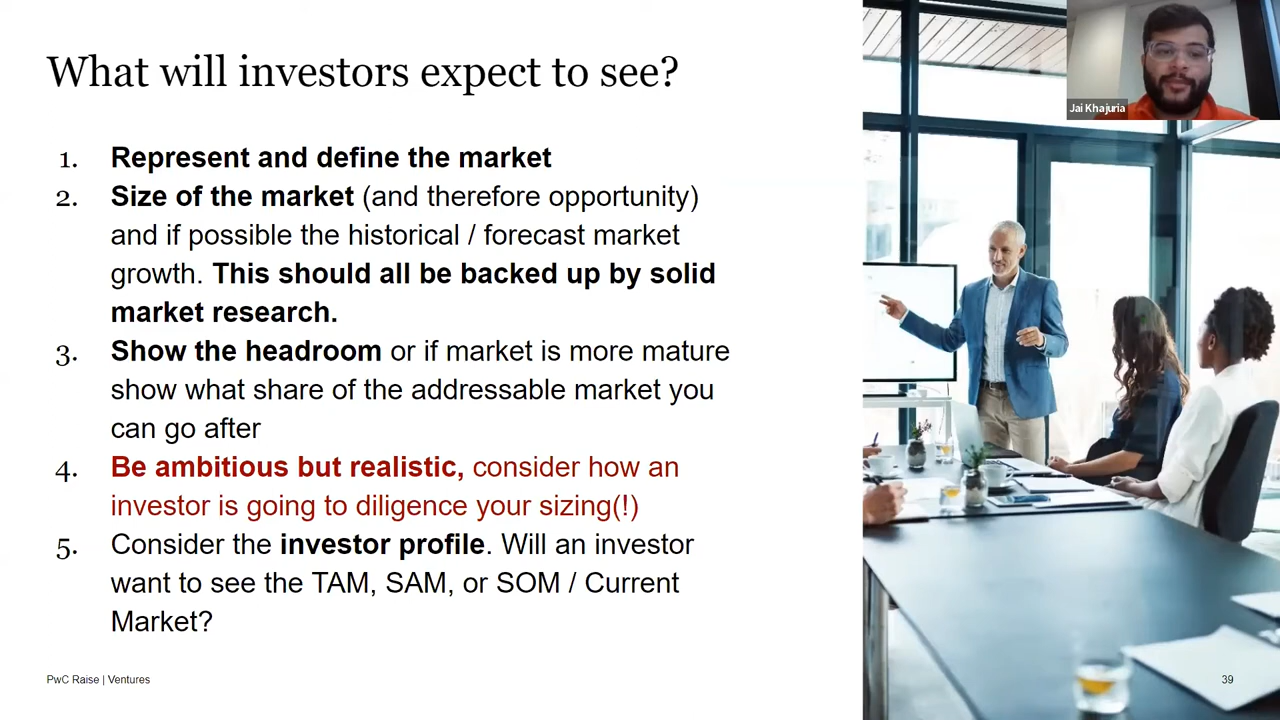 What will investors expect to see?
Jai Khajuria
1. Represent and define the market
2. Size of the market (and therefore opportunity)
and if possible the historical / forecast market
growth. This should all be backed up by solid
market research.
3. Show the headroom or if market is more mature
show what share of the addressable market you
can go after
4. Be ambitious but realistic, consider how an
investor is going to diligence your sizing(!)
5. Consider the investor profile. Will an investor
want to see the TAM, SAM, or SOM / Current
Market?
PwC Raise | Ventures
39